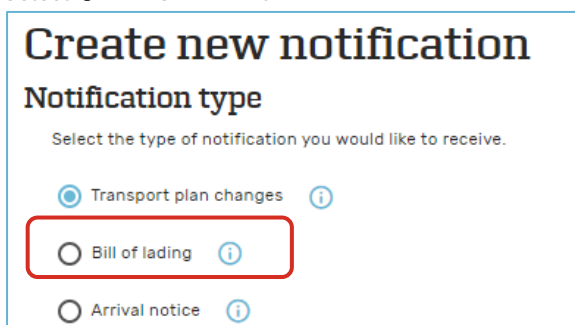 Create new notification
Notification type
Select the type of notification you would like to receive.
Transport plan changes
Bill of lading
Arrival notice